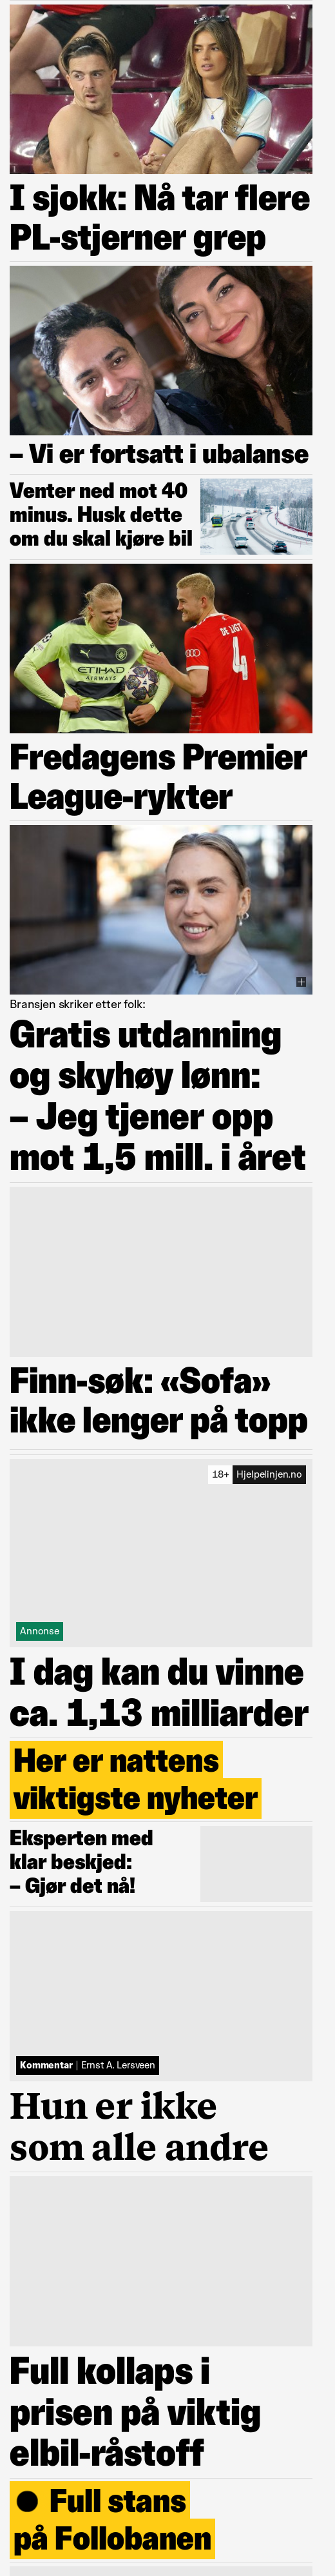 I sjokk: Nå tar flere
PL-stjerner grep
– Vi er fortsatt i ubalanse
Venter ned mot 40
minus. Husk dette
om du skal kjøre bil
ETIHAD
AIRWAYS
DE LIGT
4
Fredagens Premier
League-rykter
Bransjen skriker etter folk:
Gratis utdanning
og skyhøy lønn:
– Jeg tjener opp
mot 1,5 mill. i året
Finn-søk: «Sofa»
ikke lenger på topp
18+ Hjelpelinjen.no
Annonse
I dag kan du vinne
ca. 1,13 milliarder
Her er nattens
viktigste nyheter
Eksperten med
klar beskjed:
– Gjør det nå!
Kommentar | Ernst A. Lersveen
Hun er ikke
som alle andre
Full kollaps i
prisen på viktig
elbil-råstoff
● Full stans
på Follobanen